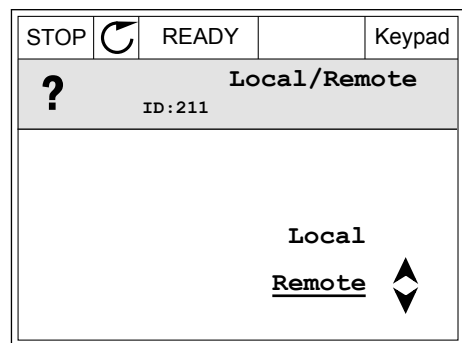 STOP READY Keypad
? Local/Remote
ID:211
Local
Remote